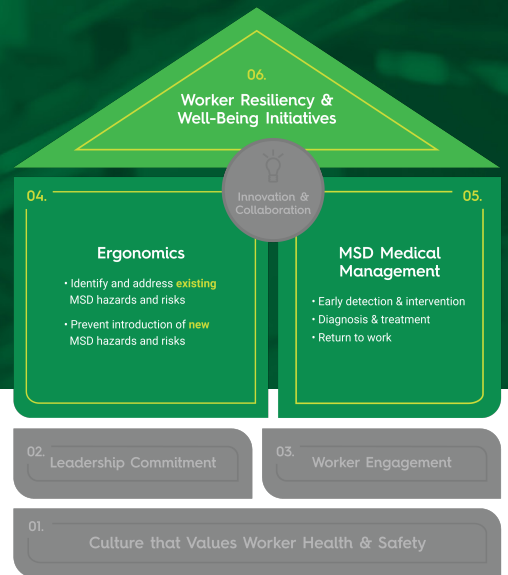 06.
Worker Resiliency &
Well-Being Initiatives
Innovation &
Collaboration
04.
Ergonomics
• Identify and address existing
MSD hazards and risks
• Prevent introduction of new
MSD hazards and risks
05.
MSD Medical
Management
• Early detection & intervention
• Diagnosis & treatment
• Return to work
02.
Leadership Commitment
03.
Worker Engagement
01.
Culture that Values Worker Health & Safety